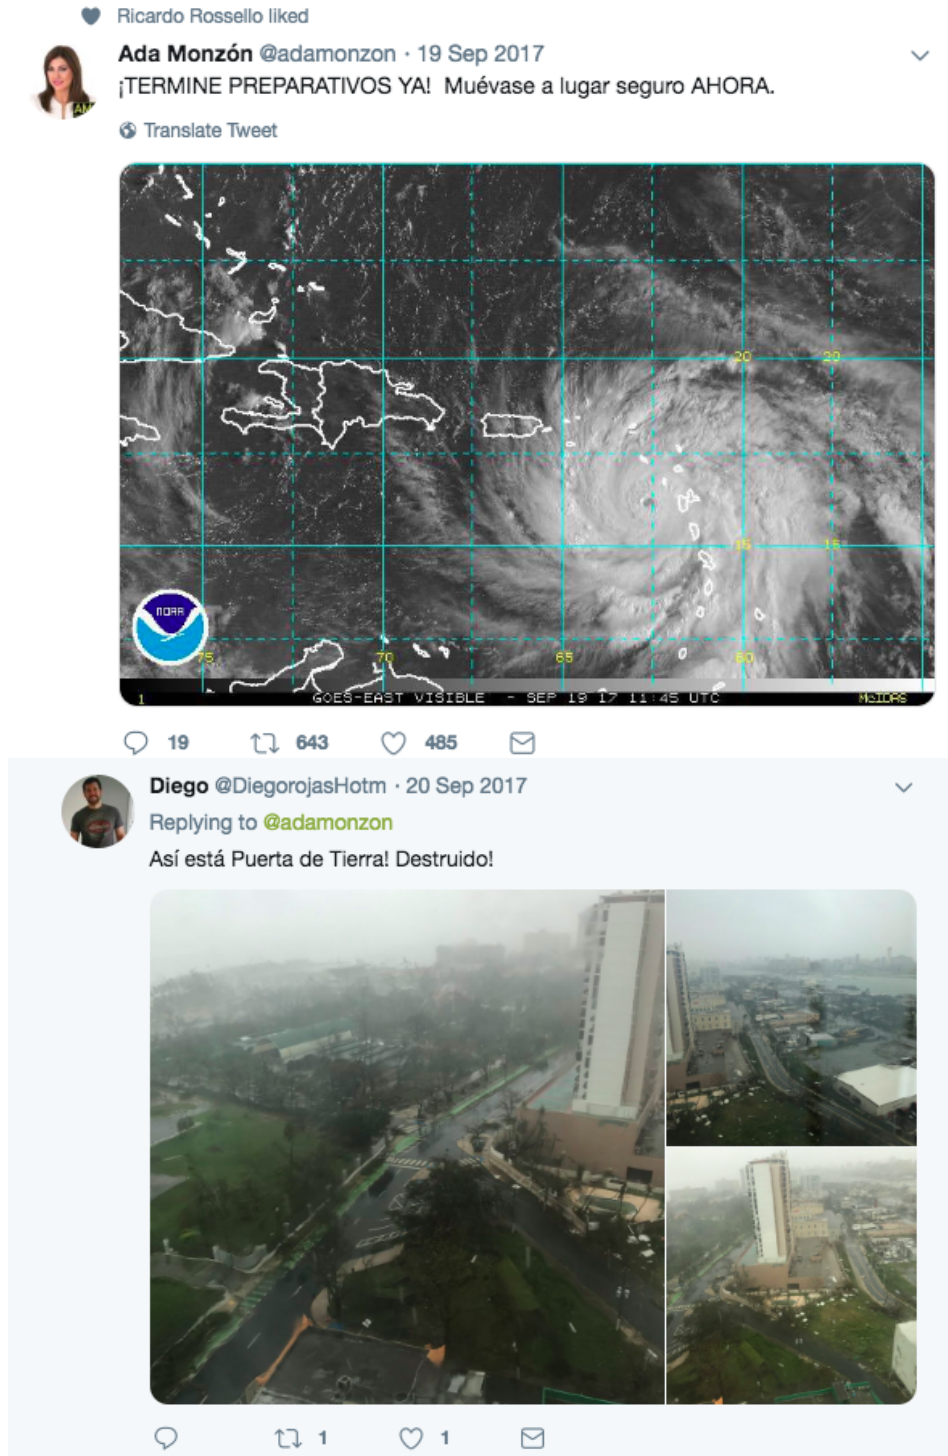 Ricardo Rossello liked
Ada Monzón @adamonzon · 19 Sep 2017
¡TERMINE PREPARATIVOS YA! Muévase a lugar seguro AHORA.
Translate Tweet
20 20
15 15
NOAA
75 70 65 60
1 GOES-EAST VISIBLE - SEP 19 17 11:45 UTC McIDAS
19 643 485
Diego @DiegorojasHotm · 20 Sep 2017
Replying to @adamonzon
Así está Puerta de Tierra! Destruido!
1 1